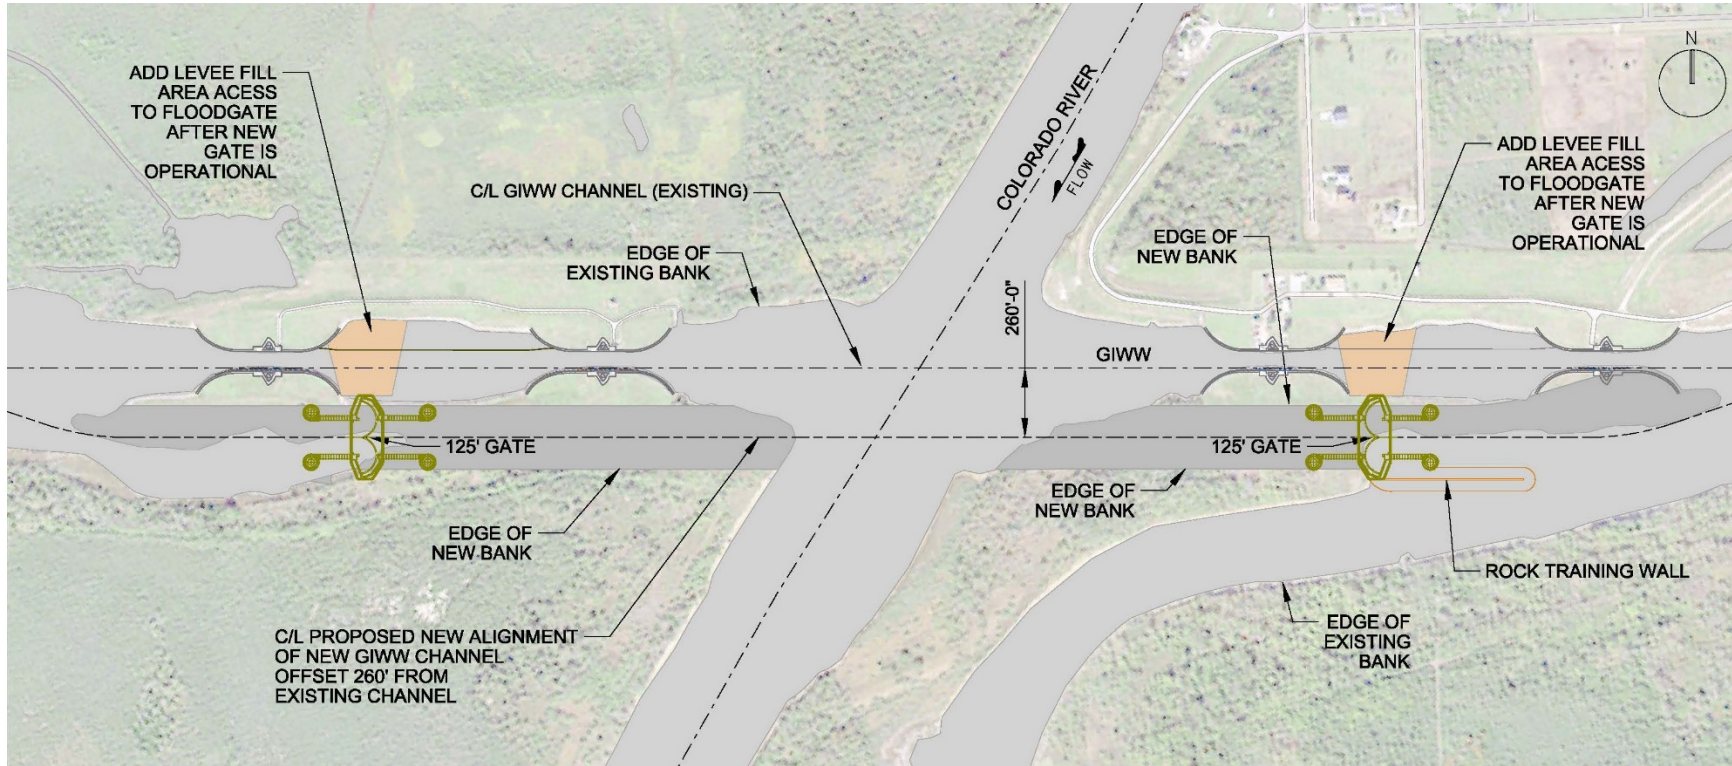 ADD LEVEE FILL
AREA ACESS
TO FLOODGATE
AFTER NEW
GATE IS
OPERATIONAL
C/L GIWW CHANNEL (EXISTING)
EDGE OF
EXISTING BANK
COLORADO RIVER
FLOW
N
ADD LEVEE FILL
AREA ACESS
TO FLOODGATE
AFTER NEW
GATE IS
OPERATIONAL
EDGE OF
NEW BANK
260'-0"
GIWW
125' GATE
125' GATE
EDGE OF
NEW BANK
EDGE OF
NEW BANK
ROCK TRAINING WALL
C/L PROPOSED NEW ALIGNMENT
OF NEW GIWW CHANNEL
OFFSET 260' FROM
EXISTING CHANNEL
EDGE OF
EXISTING
BANK